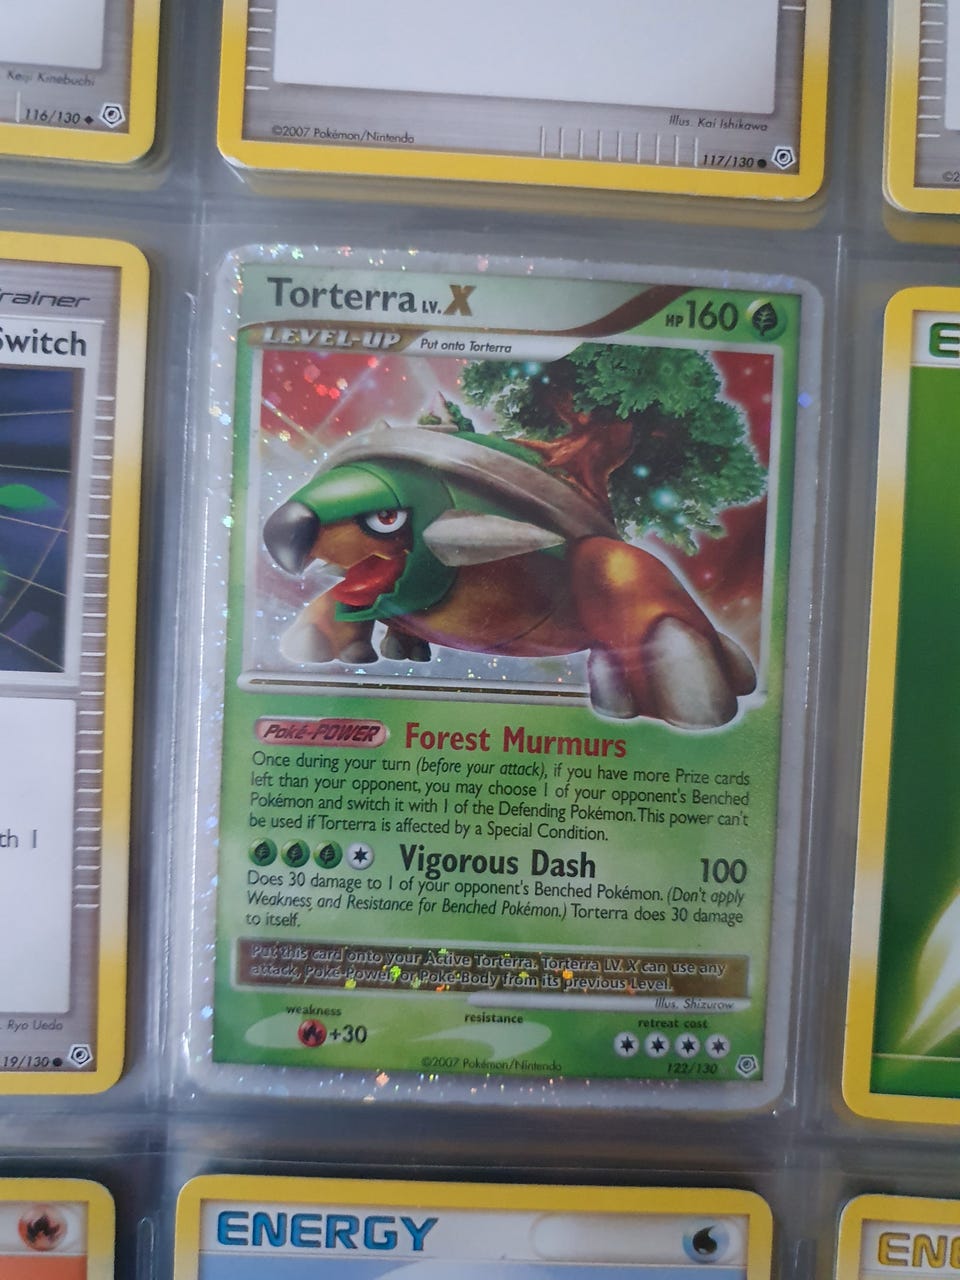 Keiji Kinebuchi
116/130
Illus. Kai Ishikawa
©2007 Pokémon/Nintendo
117/130
©2
rainer
Switch
th 1
Ryo Ueda
19/130
Torterra LV. X
HP 160
LEVEL-UP Put onto Torterra
Poké-POWER Forest Murmurs
Once during your turn (before your attack), if you have more Prize cards
left than your opponent, you may choose 1 of your opponent's Benched
Pokémon and switch it with 1 of the Defending Pokémon. This power can't
be used if Torterra is affected by a Special Condition.
Vigorous Dash 100
Does 30 damage to 1 of your opponent's Benched Pokémon. (Don't apply
Weakness and Resistance for Benched Pokémon.) Torterra does 30 damage
to itself.
Put this card onto your Active Torterra. Torterra LV. X can use any
attack, Poké-Power, or Poké-Body from its previous Level.
Illus. Shizurow
weakness
+30
resistance
retreat cost
©2007 Pokémon/Nintendo
122/130
E
ENERGY
ENE